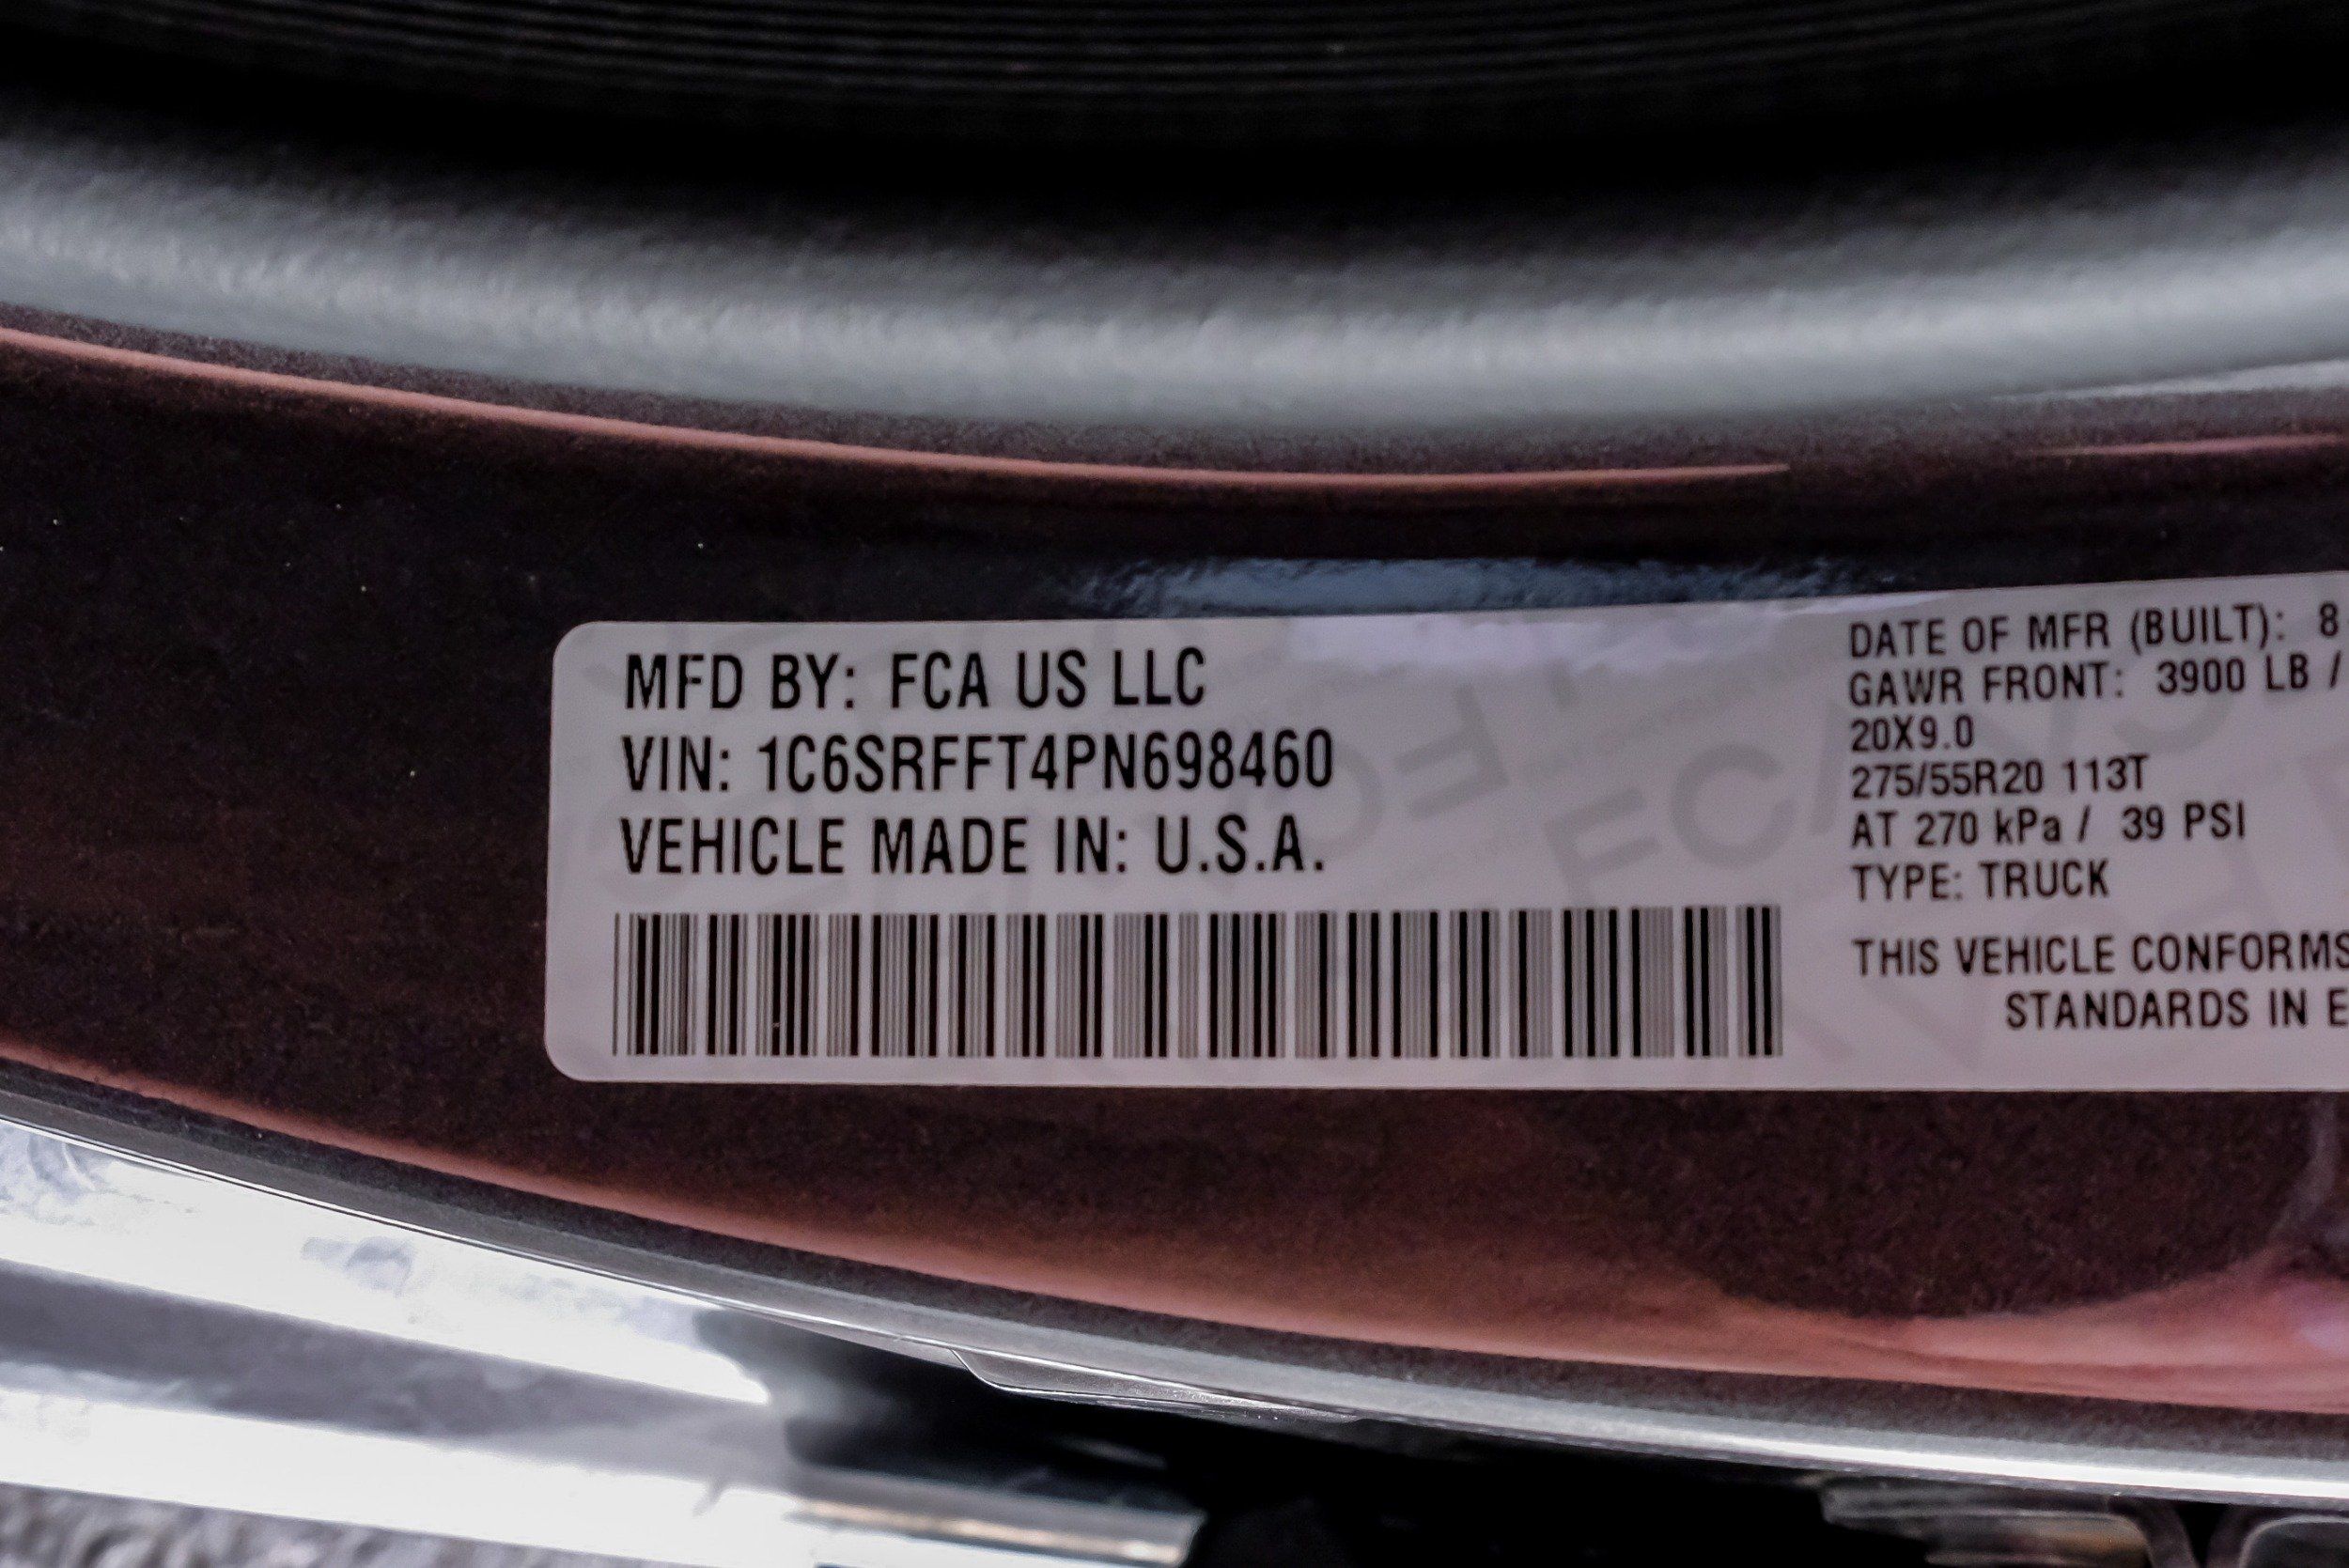 MFD BY: FCA US LLC
VIN: 1C6SRFFT4PN698460
VEHICLE MADE IN: U.S.A.
DATE OF MFR (BUILT): 8
GAWR FRONT: 3900 LB /
20X9.0
275/55R20 113T
AT 270 kPa / 39 PSI
TYPE: TRUCK
THIS VEHICLE CONFORMS
STANDARDS IN E